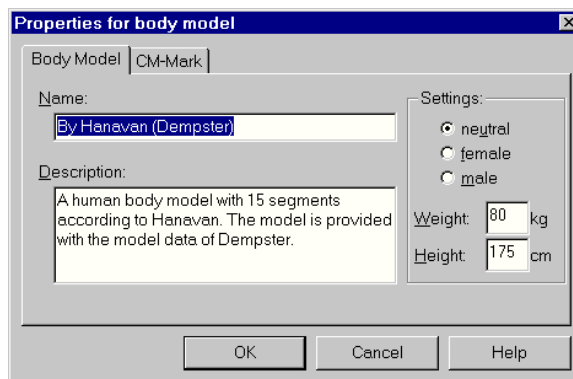 Properties for body model
Body Model
CM-Mark
Name:
By Hanavan (Dempster)
Description:
A human body model with 15 segments
according to Hanavan. The model is provided
with the model data of Dempster.
Settings:
neutral
female
male
Weight: 80 kg
Height: 175 cm
OK
Cancel
Help